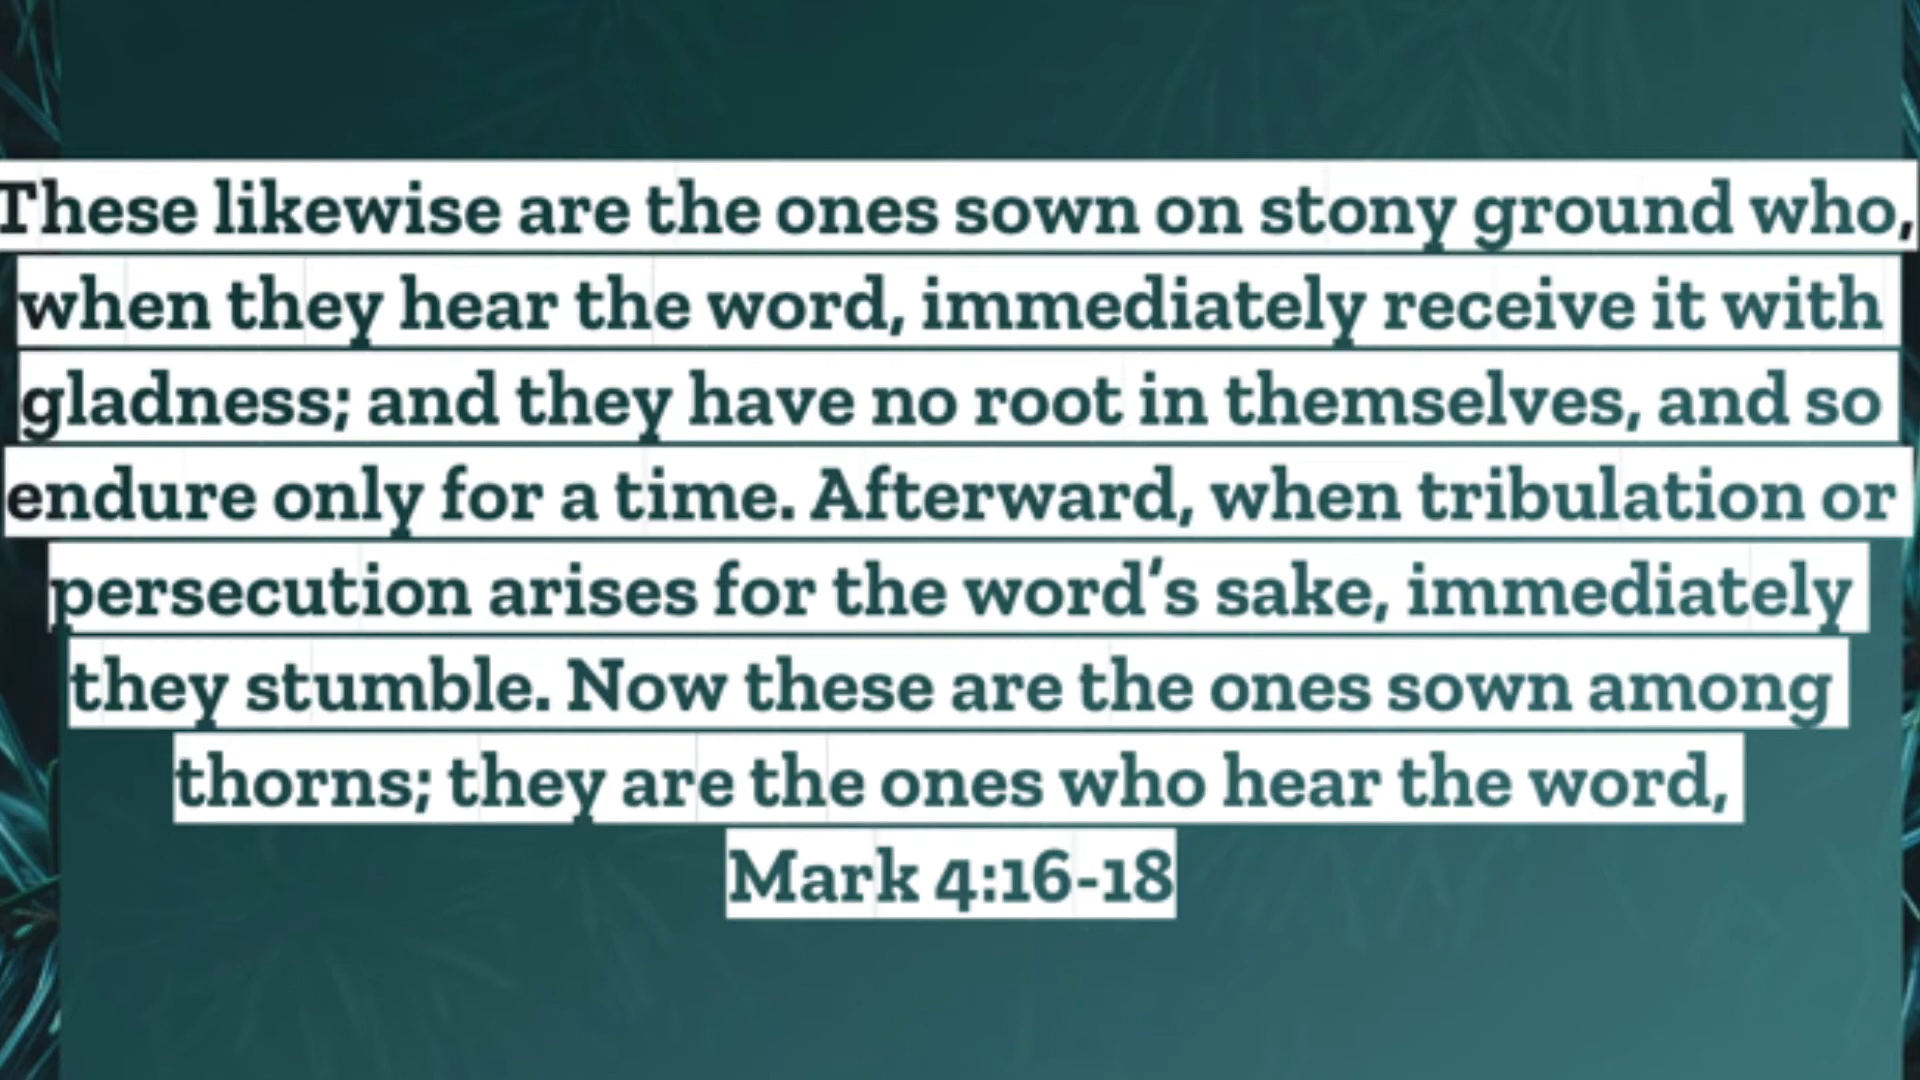 These likewise are the ones sown on stony ground who,
when they hear the word, immediately receive it with
gladness; and they have no root in themselves, and so
endure only for a time. Afterward, when tribulation or
persecution arises for the word’s sake, immediately
they stumble. Now these are the ones sown among
thorns; they are the ones who hear the word,
Mark 4:16-18